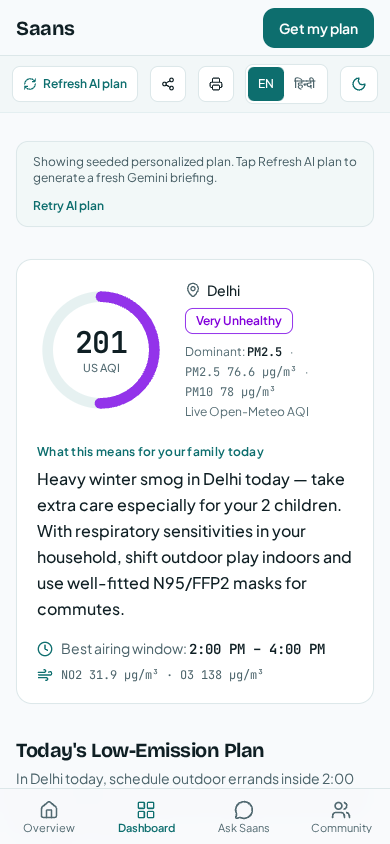 Saans
Get my plan
Refresh AI plan
EN
हिन्दी
Showing seeded personalized plan. Tap Refresh AI plan to
generate a fresh Gemini briefing.
Retry AI plan
201
US AQI
Delhi
Very Unhealthy
Dominant: PM2.5 ·
PM2.5 76.6 µg/m³ ·
PM10 78 µg/m³
Live Open-Meteo AQI
What this means for your family today
Heavy winter smog in Delhi today — take
extra care especially for your 2 children.
With respiratory sensitivities in your
household, shift outdoor play indoors and
use well-fitted N95/FFP2 masks for
commutes.
Best airing window: 2:00 PM – 4:00 PM
NO2 31.9 µg/m³ · O3 138 µg/m³
Today's Low-Emission Plan
In Delhi today, schedule outdoor errands inside 2:00
Overview
Dashboard
Ask Saans
Community